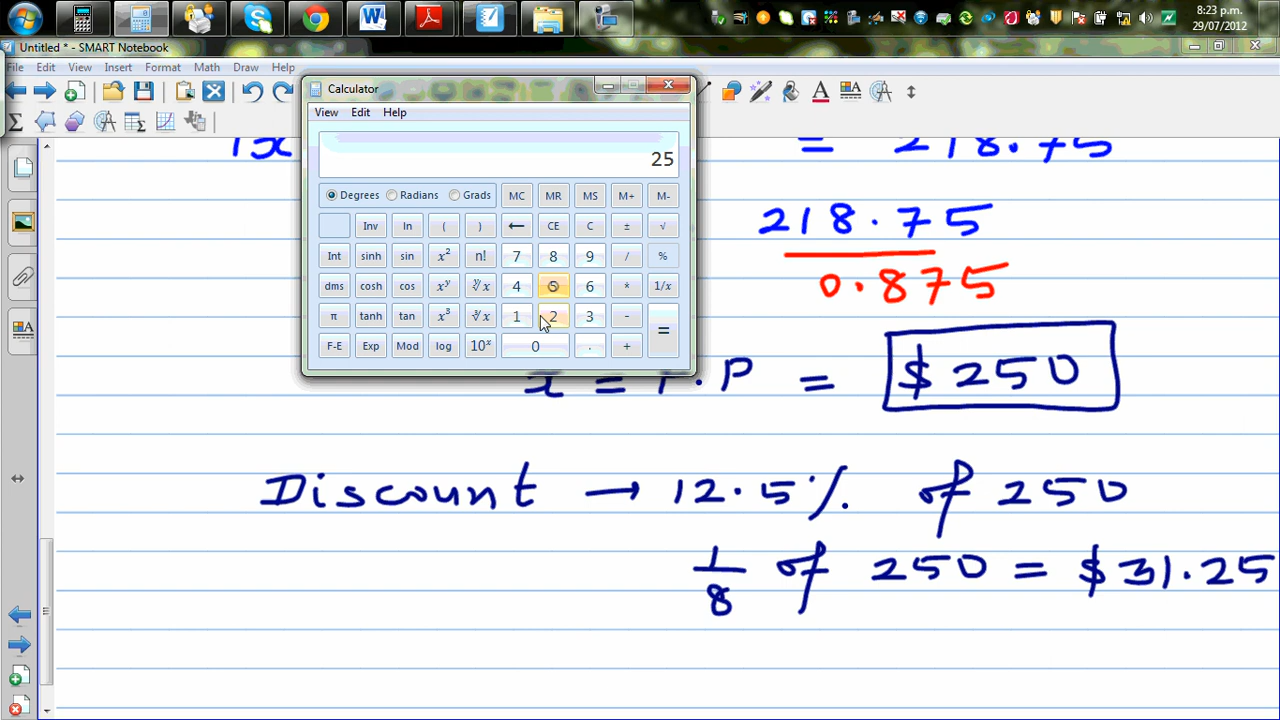 8:23 p.m.
29/07/2012
Untitled * - SMART Notebook
File Edit View Insert Format Math Draw Help
Calculator
View Edit Help
25
Degrees Radians Grads MC MR MS M+ M-
Inv ln ( ) ← CE C ± √
Int sinh sin x² n! 7 8 9 / %
dms cosh cos xʸ ʸ√x 4 5 6 * 1/x
π tanh tan x³ ³√x 1 2 3 - =
F-E Exp Mod log 10ˣ 0 . +
= 218.75
218.75
0.875
x = P.P = $250
Discount → 12.5% of 250
1/8 of 250 = $31.25